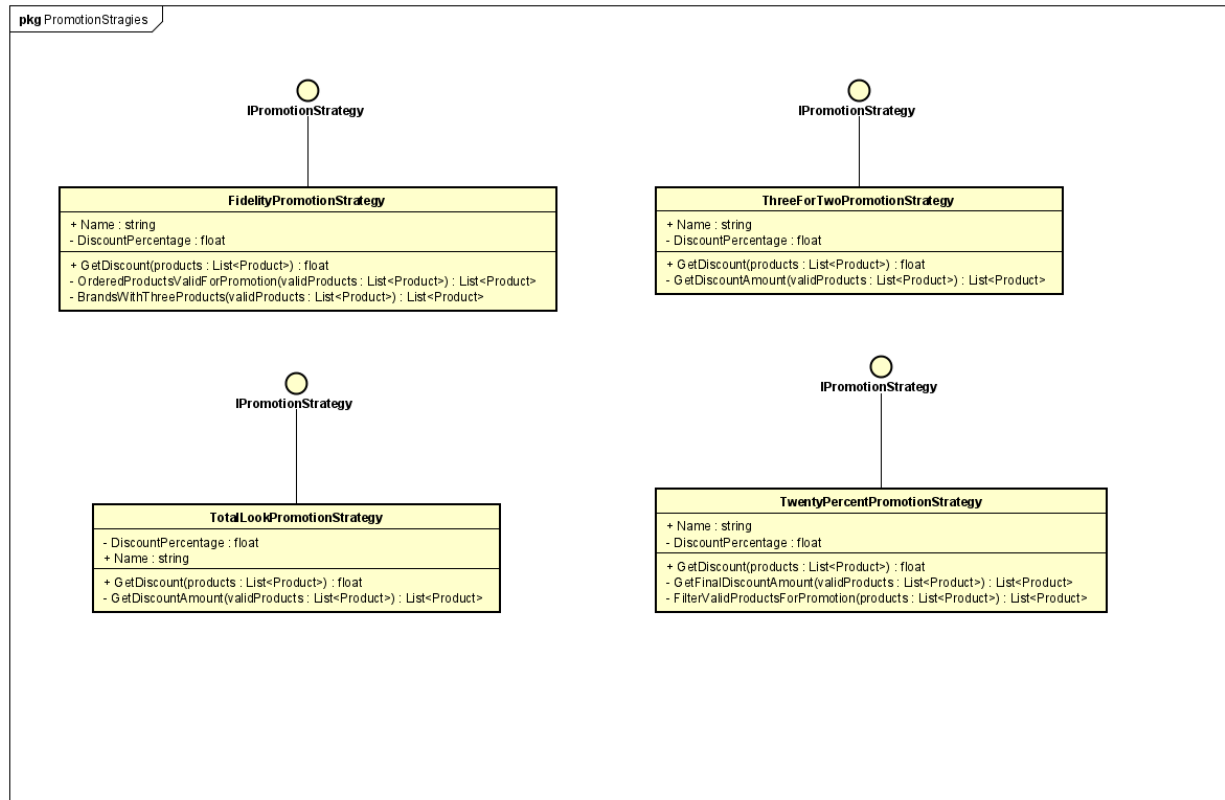 pkg PromotionStragies
IPromotionStrategy
FidelityPromotionStrategy
+ Name : string
- DiscountPercentage : float
+ GetDiscount(products : List<Product>) : float
- OrderedProductsValidForPromotion(validProducts : List<Product>) : List<Product>
- BrandsWithThreeProducts(validProducts : List<Product>) : List<Product>
IPromotionStrategy
ThreeForTwoPromotionStrategy
+ Name : string
- DiscountPercentage : float
+ GetDiscount(products : List<Product>) : float
- GetDiscountAmount(validProducts : List<Product>) : List<Product>
IPromotionStrategy
TotalLookPromotionStrategy
- DiscountPercentage : float
+ Name : string
+ GetDiscount(products : List<Product>) : float
- GetDiscountAmount(validProducts : List<Product>) : List<Product>
IPromotionStrategy
TwentyPercentPromotionStrategy
+ Name : string
- DiscountPercentage : float
+ GetDiscount(products : List<Product>) : float
- GetFinalDiscountAmount(validProducts : List<Product>) : List<Product>
- FilterValidProductsForPromotion(products : List<Product>) : List<Product>